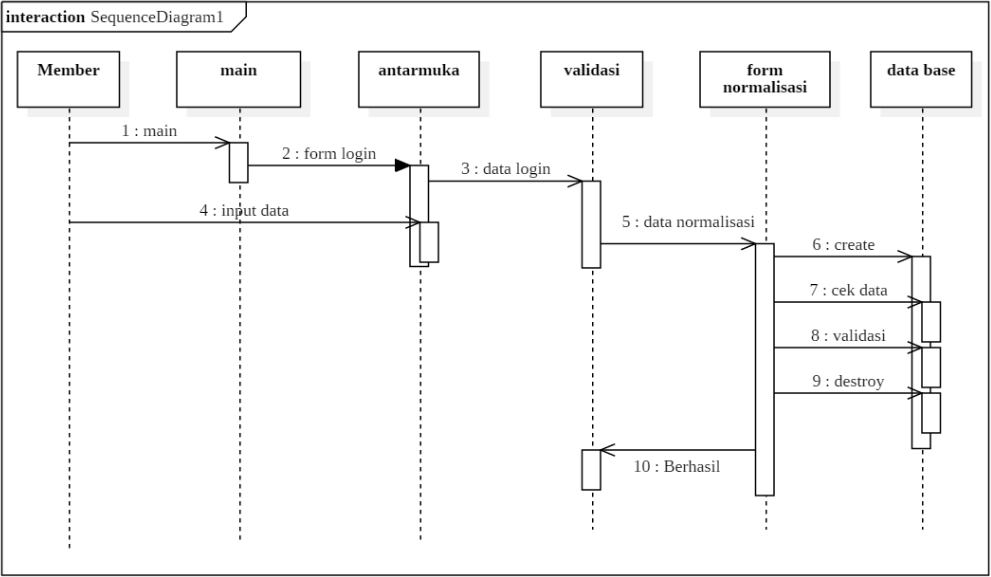 interaction SequenceDiagram1
Member
main
antarmuka
validasi
form
normalisasi
data base
1 : main
2 : form login
3 : data login
4 : input data
5 : data normalisasi
6 : create
7 : cek data
8 : validasi
9 : destroy
10 : Berhasil